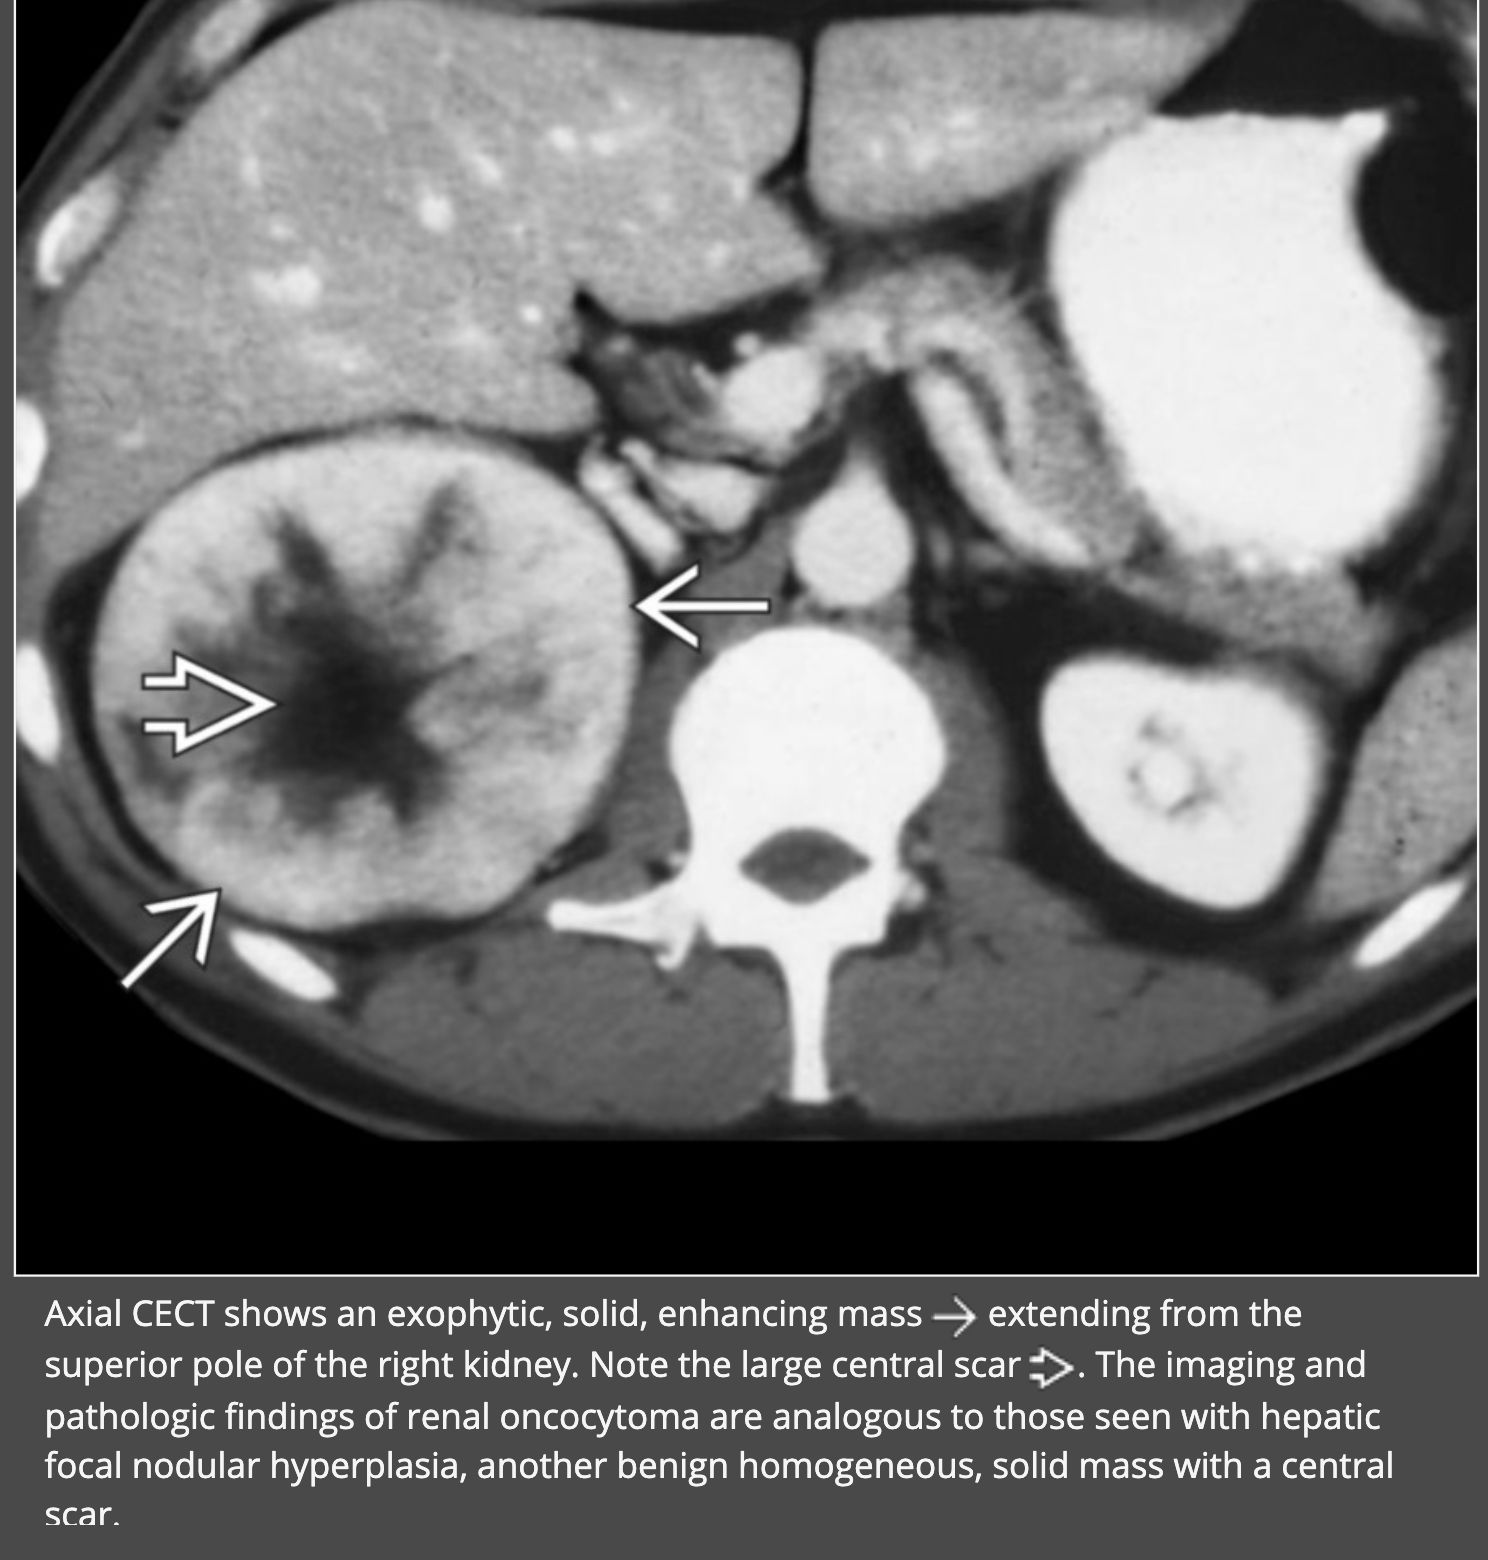 Axial CECT shows an exophytic, solid, enhancing mass → extending from the
superior pole of the right kidney. Note the large central scar ⇨. The imaging and
pathologic findings of renal oncocytoma are analogous to those seen with hepatic
focal nodular hyperplasia, another benign homogeneous, solid mass with a central
scar.